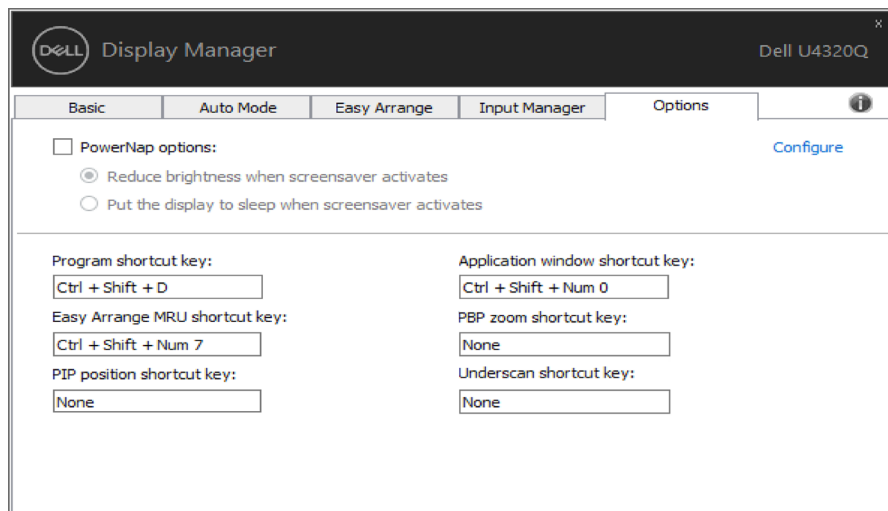 x
DELL Display Manager Dell U4320Q
Basic Auto Mode Easy Arrange Input Manager Options i
PowerNap options: Configure
Reduce brightness when screensaver activates
Put the display to sleep when screensaver activates
Program shortcut key: Application window shortcut key:
Ctrl + Shift + D Ctrl + Shift + Num 0
Easy Arrange MRU shortcut key: PBP zoom shortcut key:
Ctrl + Shift + Num 7 None
PIP position shortcut key: Underscan shortcut key:
None None